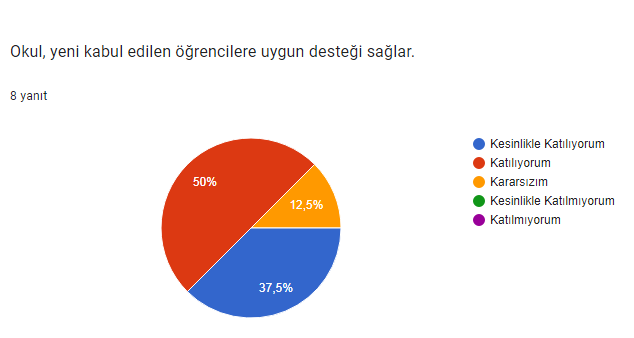 Okul, yeni kabul edilen öğrencilere uygun desteği sağlar.
8 yanıt
Kesinlikle Katılıyorum
Katılıyorum
Kararsızım
Kesinlikle Katılmıyorum
Katılmıyorum
50%
12,5%
37,5%